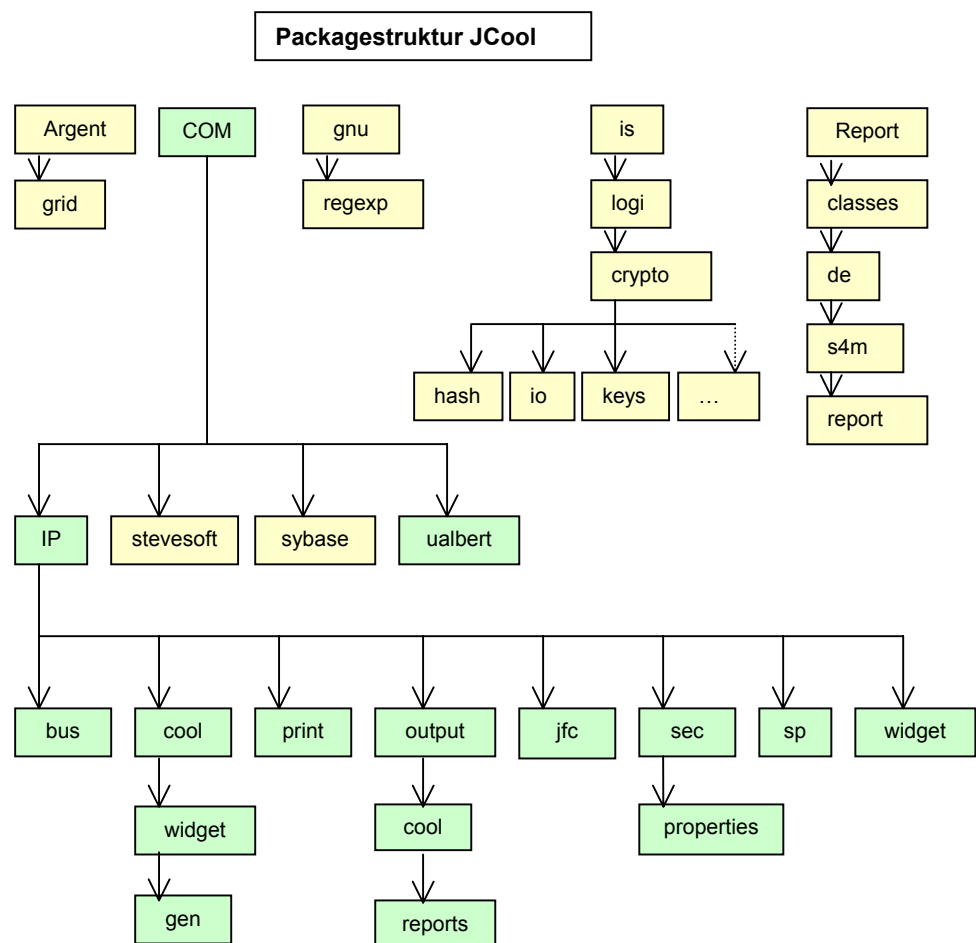 Packagestruktur JCool
Argent
COM
gnu
is
Report
grid
regexp
logi
classes
crypto
de
s4m
hash
io
keys
…
report
IP
stevesoft
sybase
ualbert
bus
cool
print
output
jfc
sec
sp
widget
widget
cool
properties
gen
reports